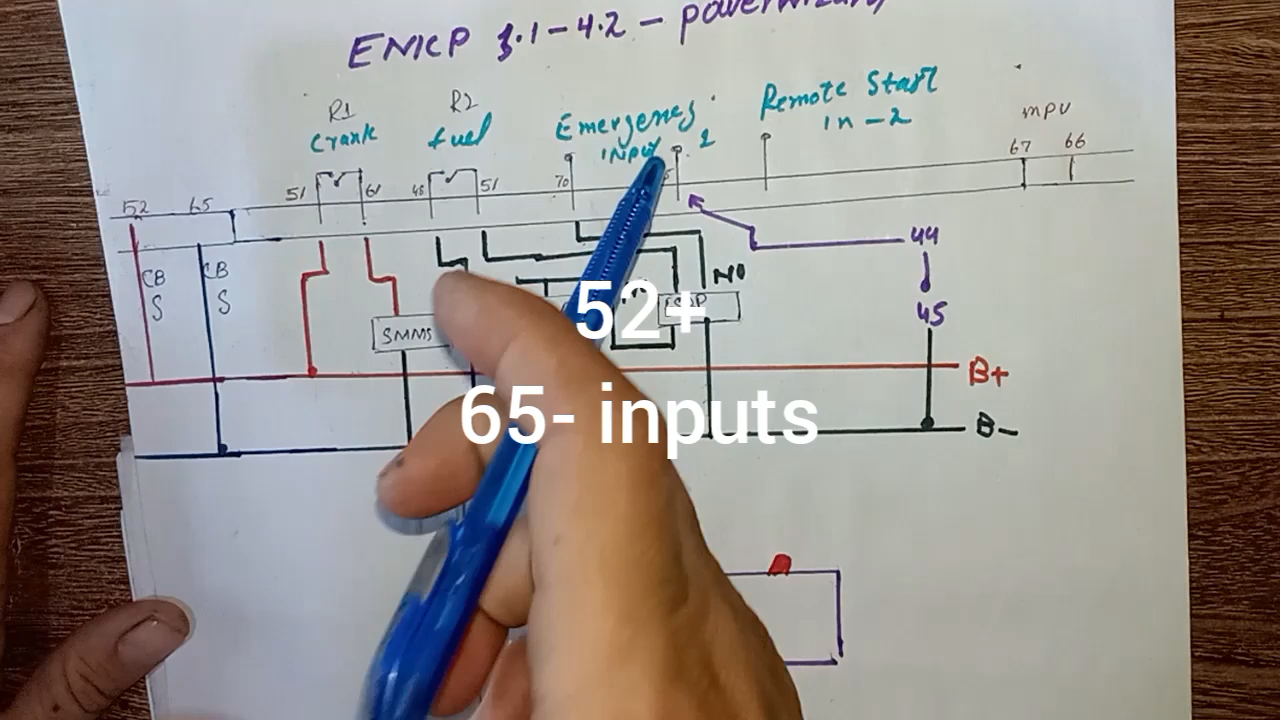 ENICP 3.1-4.2 - powerwizard
R1 R2
Crank fuel Emergency Remote Start
INPUT 2 in-2 MPU
67 66
51 61 48 51 70
52 65
44
CB CB NO
S S 45
SMMS
B+
B-
52+
65- inputs